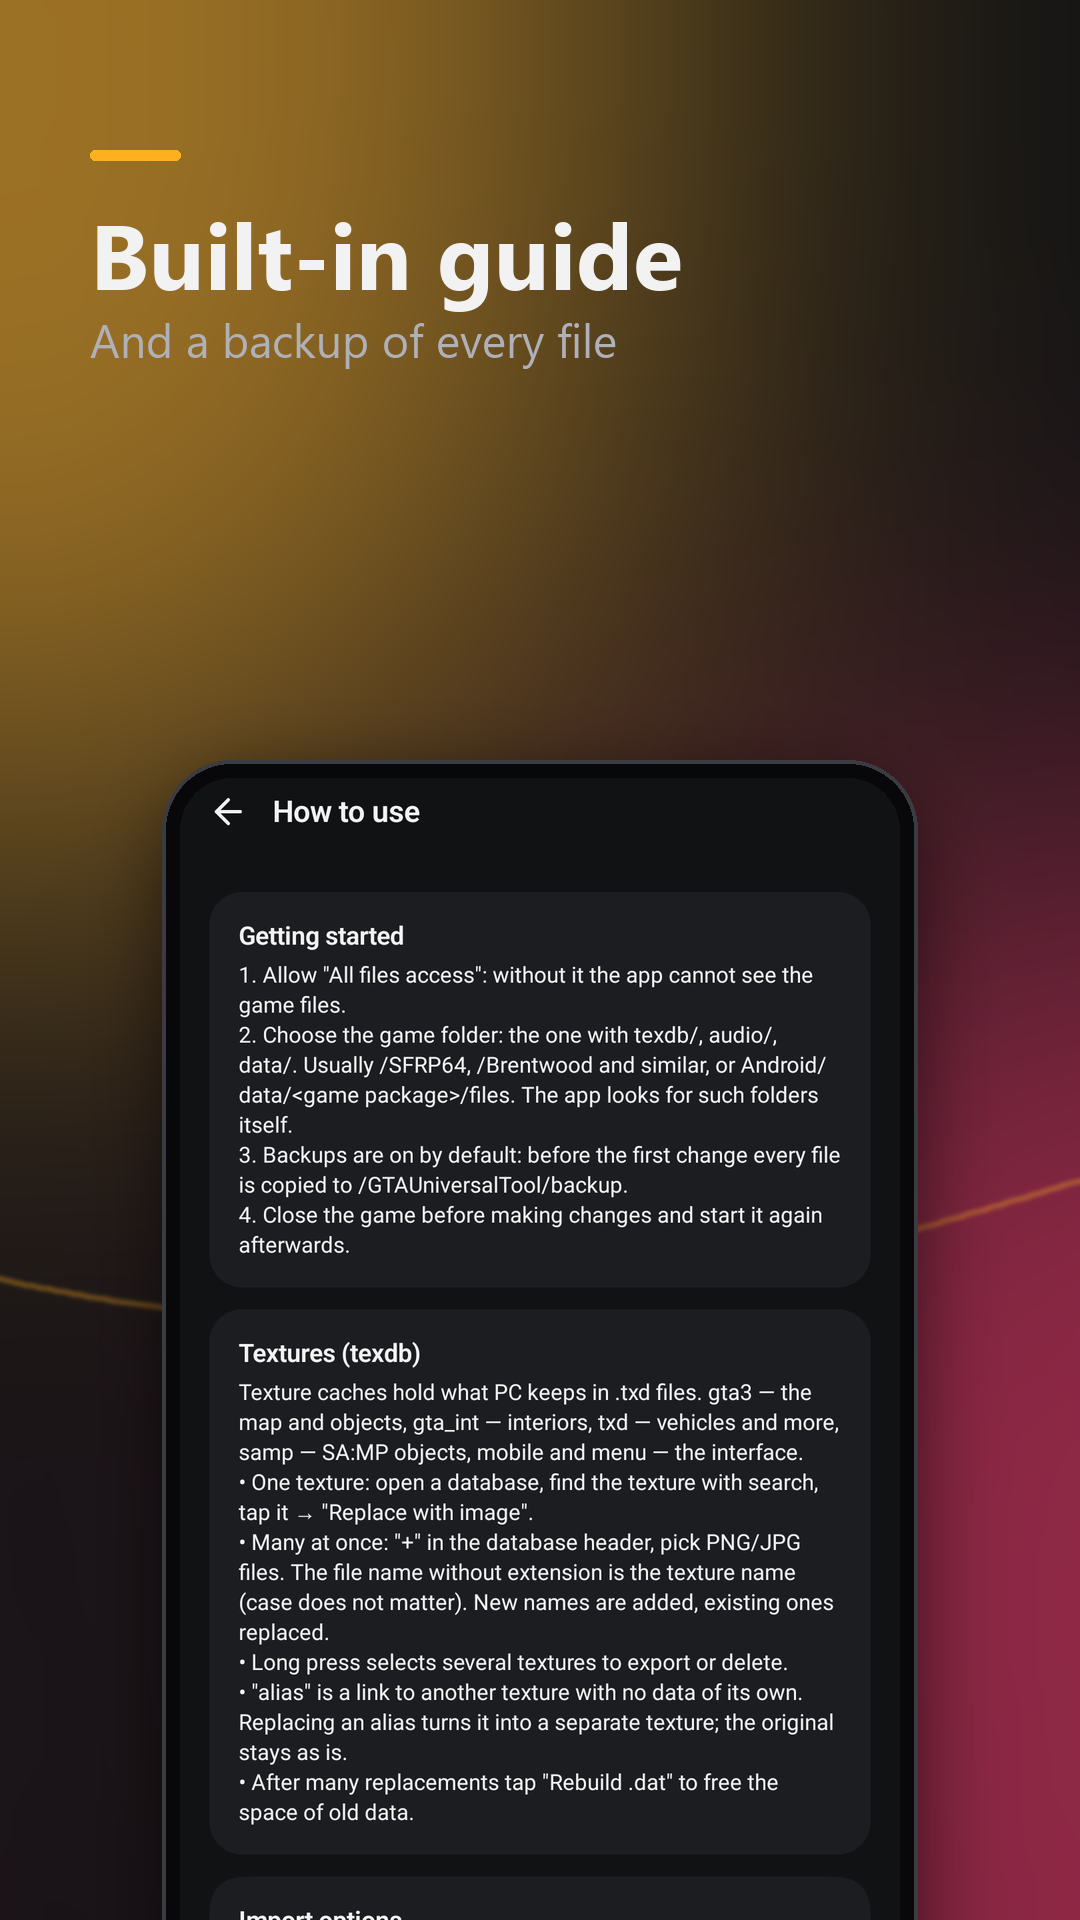 Built-in guide
And a backup of every file
How to use
Getting started
1. Allow "All files access": without it the app cannot see the
game files.
2. Choose the game folder: the one with texdb/, audio/,
data/. Usually /SFRP64, /Brentwood and similar, or Android/
data/<game package>/files. The app looks for such folders
itself.
3. Backups are on by default: before the first change every file
is copied to /GTAUniversalTool/backup.
4. Close the game before making changes and start it again
afterwards.
Textures (texdb)
Texture caches hold what PC keeps in .txd files. gta3 — the
map and objects, gta_int — interiors, txd — vehicles and more,
samp — SA:MP objects, mobile and menu — the interface.
• One texture: open a database, find the texture with search,
tap it → "Replace with image".
• Many at once: "+" in the database header, pick PNG/JPG
files. The file name without extension is the texture name
(case does not matter). New names are added, existing ones
replaced.
• Long press selects several textures to export or delete.
• "alias" is a link to another texture with no data of its own.
Replacing an alias turns it into a separate texture; the original
stays as is.
• After many replacements tap "Rebuild .dat" to free the
space of old data.
Import options